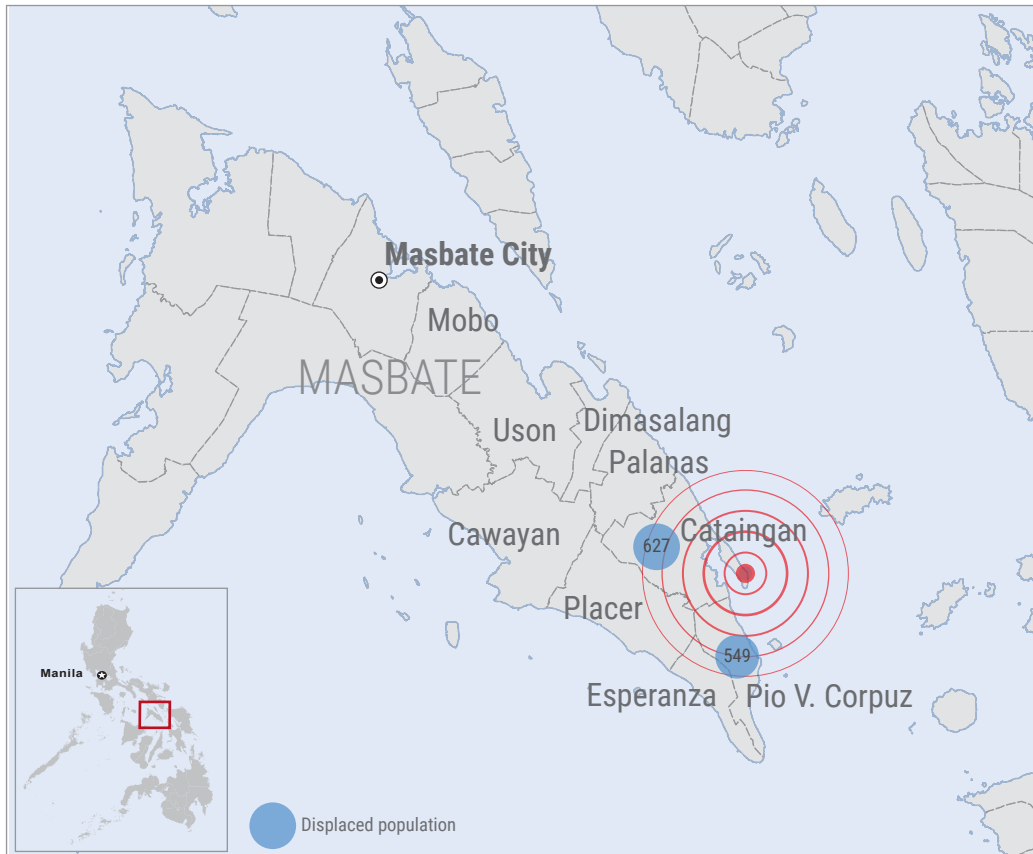 Masbate City
Mobo
MASBATE
Dimasalang
Uson
Palanas
Cataingan
Cawayan
627
Placer
549
Esperanza
Pio V. Corpuz
Manila
Displaced population